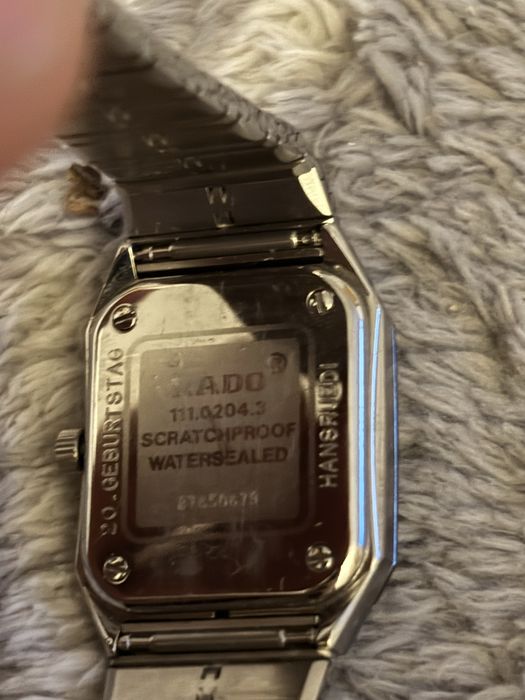 20.GEBURTSTAG
RADO®
111.0204.3
SCRATCHPROOF
WATERSEALED
HANSRUEDI